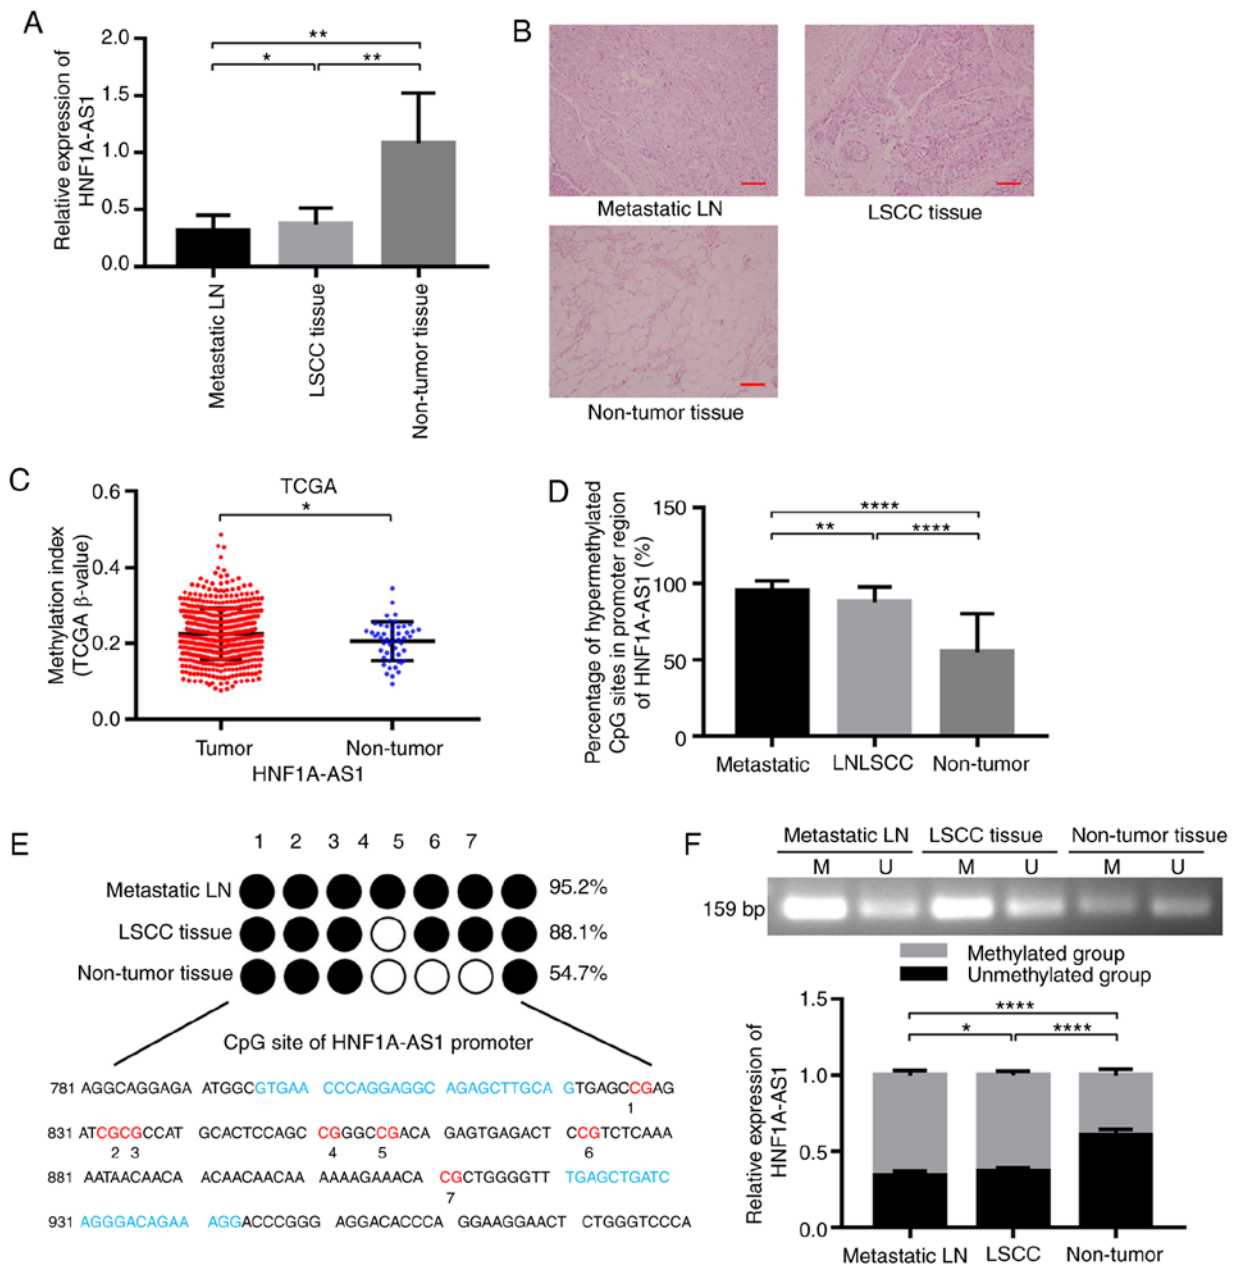 A
2.0
1.5
1.0
0.5
0.0
Relative expression of
HNF1A-AS1
**
* **
Metastatic LN
LSCC tissue
Non-tumor tissue
B
Metastatic LN
LSCC tissue
Non-tumor tissue
C
TCGA
*
0.6
0.4
0.2
0.0
Methylation index
(TCGA β-value)
Tumor Non-tumor
HNF1A-AS1
D
150
100
50
0
Percentage of hypermethylated
CpG sites in promoter region
of HNF1A-AS1 (%)
****
** ****
Metastatic LNLSCC Non-tumor
E
1 2 3 4 5 6 7
Metastatic LN 95.2%
LSCC tissue 88.1%
Non-tumor tissue 54.7%
CpG site of HNF1A-AS1 promoter
781 AGGCAGGAGA ATGGCGTGAA CCCAGGAGGC AGAGCTTGCA GTGAGCCGAG
1
831 ATCGCGCCAT GCACTCCAGC CGGGCCGACA GAGTGAGACT CCGTCTCAAA
2 3 4 5 6
881 AATAACAACA ACAACAACAA AAAAGAAACA CGCTGGGGTT TGAGCTGATC
7
931 AGGGACAGAA AGGACCCGGG AGGACACCCA GGAAGGAACT CTGGGTCCCA
F
Metastatic LN LSCC tissue Non-tumor tissue
M U M U M U
159 bp
Methylated group
Unmethylated group
1.5
1.0
0.5
0.0
Relative expression of
HNF1A-AS1
****
* ****
Metastatic LN LSCC Non-tumor